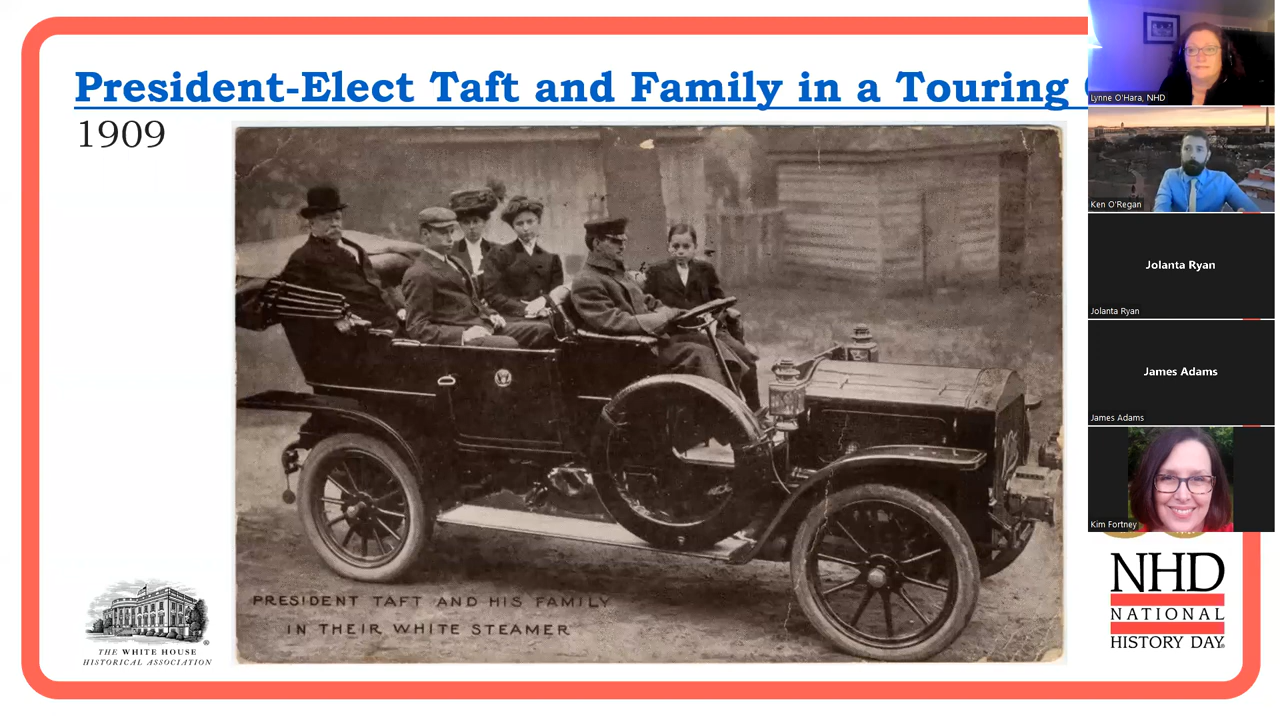 President-Elect Taft and Family in a Touring
1909
PRESIDENT TAFT AND HIS FAMILY
IN THEIR WHITE STEAMER
THE WHITE HOUSE
HISTORICAL ASSOCIATION
NHD
NATIONAL
HISTORY DAY
Lynne O'Hara, NHD
Ken O'Regan
Jolanta Ryan
Jolanta Ryan
James Adams
James Adams
Kim Fortney